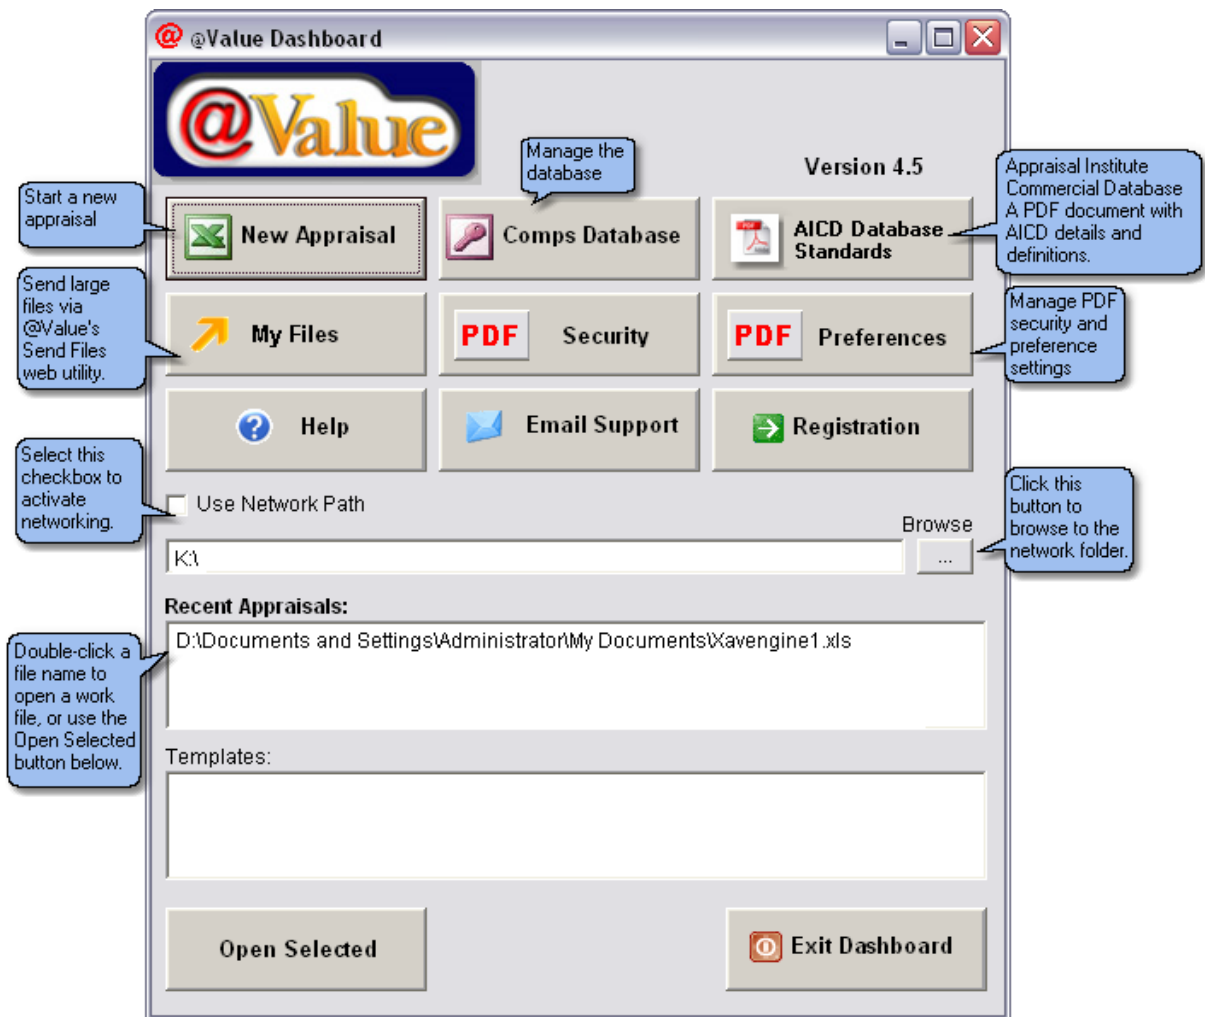 @ @Value Dashboard
@Value
Manage the
database
Version 4.5
Appraisal Institute
Commercial Database
A PDF document with
AICD details and
definitions.
Start a new
appraisal
New Appraisal
Comps Database
AICD Database
Standards
Send large
files via
@Value's
Send Files
web utility.
My Files
PDF Security
PDF Preferences
Manage PDF
security and
preference
settings
Help
Email Support
Registration
Select this
checkbox to
activate
networking.
Use Network Path
Browse
Click this
button to
browse to the
network folder.
K:\
...
Recent Appraisals:
D:\Documents and Settings\Administrator\My Documents\Xavengine1.xls
Double-click a
file name to
open a work
file, or use the
Open Selected
button below.
Templates:
Open Selected
Exit Dashboard